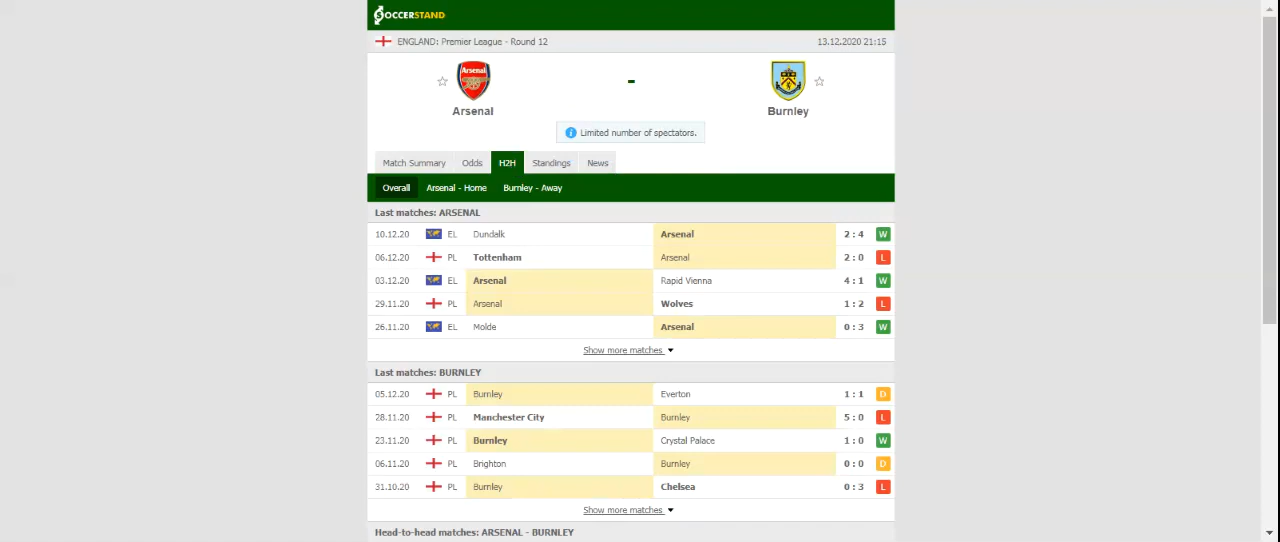 SOCCERSTAND
ENGLAND: Premier League - Round 12 13.12.2020 21:15
Arsenal
-
Arsenal Burnley
Limited number of spectators.
Match Summary Odds H2H Standings News
Overall Arsenal - Home Burnley - Away
Last matches: ARSENAL
10.12.20 EL Dundalk Arsenal 2 : 4 W
06.12.20 PL Tottenham Arsenal 2 : 0 L
03.12.20 EL Arsenal Rapid Vienna 4 : 1 W
29.11.20 PL Arsenal Wolves 1 : 2 L
26.11.20 EL Molde Arsenal 0 : 3 W
Show more matches
Last matches: BURNLEY
05.12.20 PL Burnley Everton 1 : 1 D
28.11.20 PL Manchester City Burnley 5 : 0 L
23.11.20 PL Burnley Crystal Palace 1 : 0 W
06.11.20 PL Brighton Burnley 0 : 0 D
31.10.20 PL Burnley Chelsea 0 : 3 L
Show more matches
Head-to-head matches: ARSENAL - BURNLEY